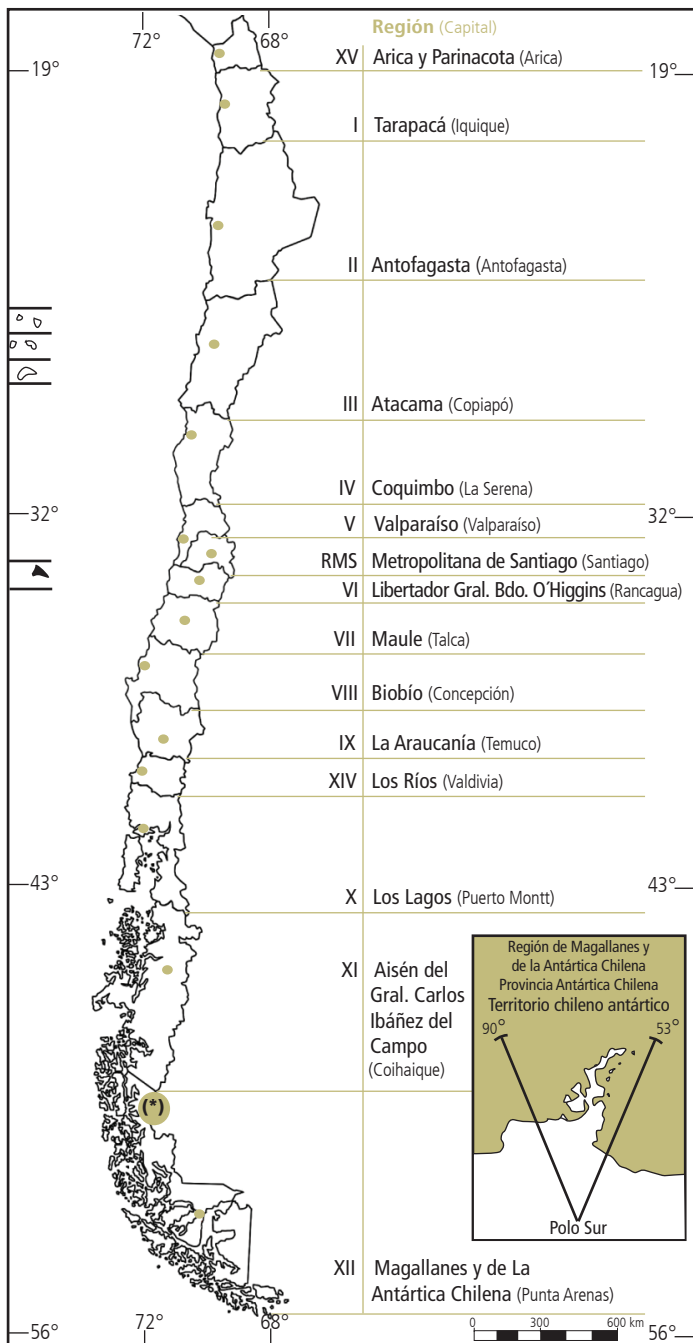 72° 68°
Región (Capital)
XV Arica y Parinacota (Arica)
19° 19°
I Tarapacá (Iquique)
II Antofagasta (Antofagasta)
III Atacama (Copiapó)
IV Coquimbo (La Serena)
32° 32°
V Valparaíso (Valparaíso)
RMS Metropolitana de Santiago (Santiago)
VI Libertador Gral. Bdo. O´Higgins (Rancagua)
VII Maule (Talca)
VIII Biobío (Concepción)
IX La Araucanía (Temuco)
XIV Los Ríos (Valdivia)
43° 43°
X Los Lagos (Puerto Montt)
XI Aisén del
Gral. Carlos
Ibáñez del
Campo
(Coihaique)
Región de Magallanes y
de la Antártica Chilena
Provincia Antártica Chilena
Territorio chileno antártico
90° 53°
Polo Sur
(*)
XII Magallanes y de La
Antártica Chilena (Punta Arenas)
56° 72° 68° 56°
0 300 600 km